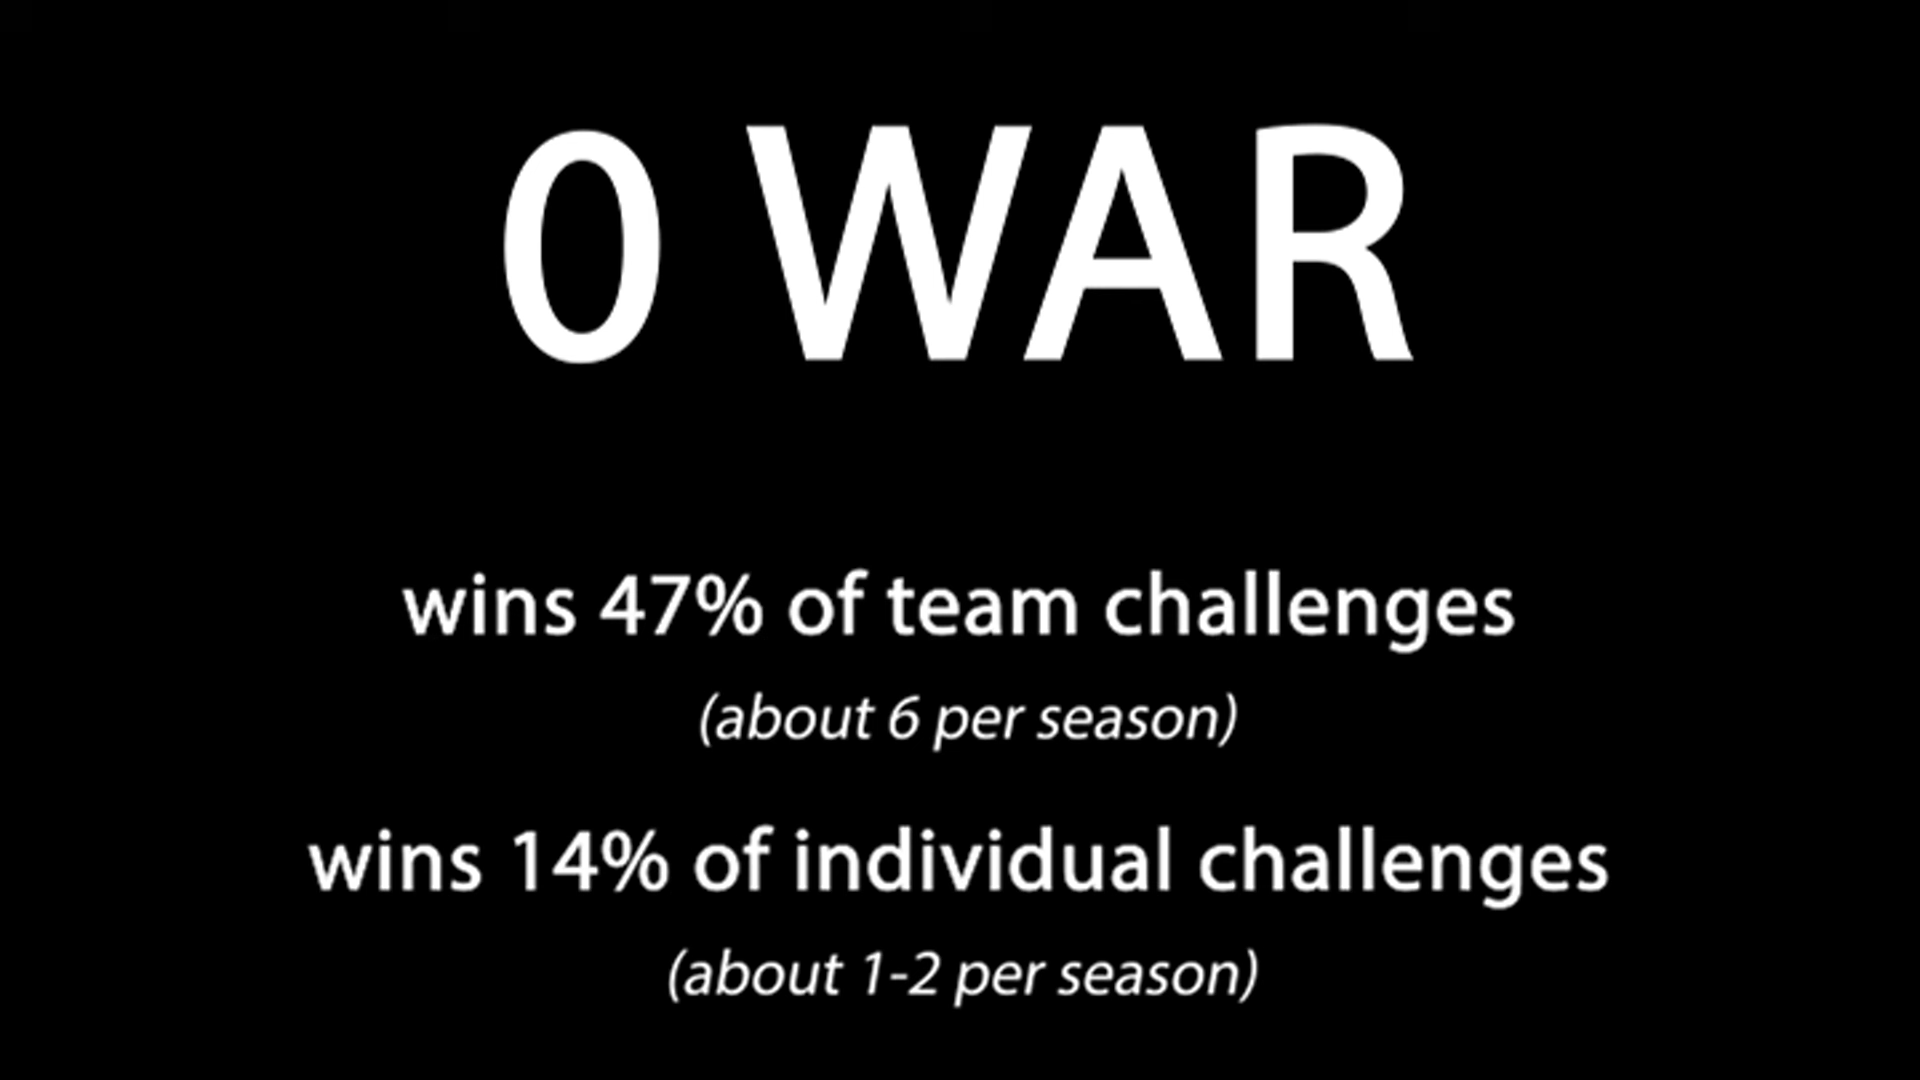 0 WAR
wins 47% of team challenges
(about 6 per season)
wins 14% of individual challenges
(about 1-2 per season)